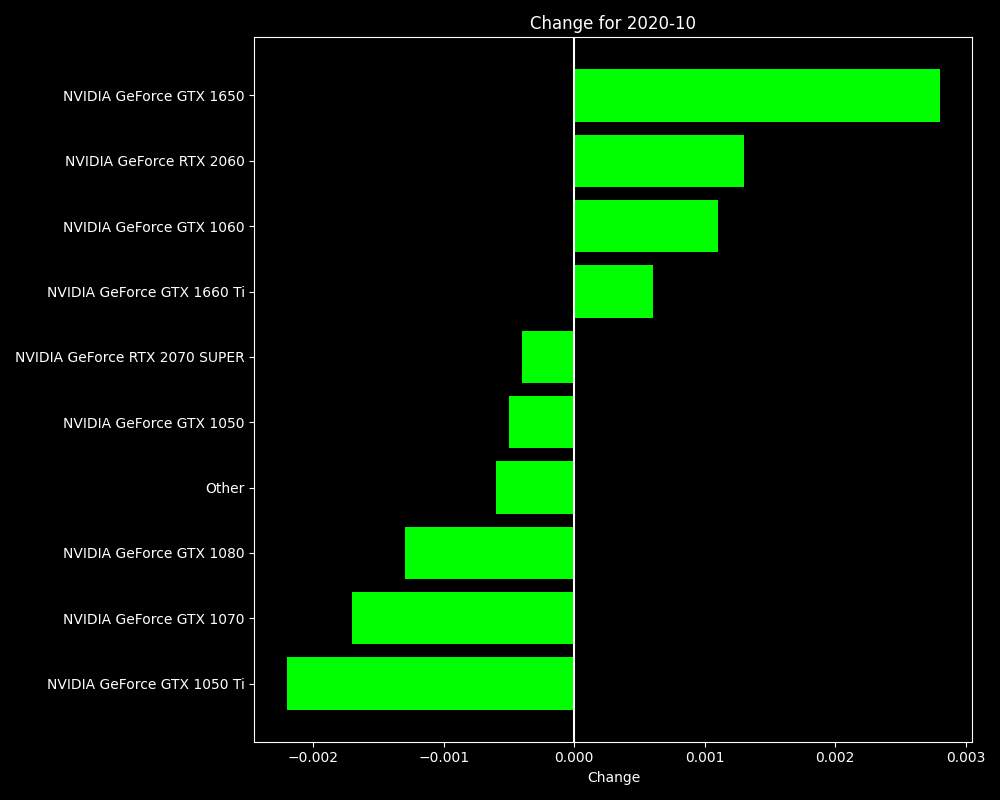 Change for 2020-10
NVIDIA GeForce GTX 1650
NVIDIA GeForce RTX 2060
NVIDIA GeForce GTX 1060
NVIDIA GeForce GTX 1660 Ti
NVIDIA GeForce RTX 2070 SUPER
NVIDIA GeForce GTX 1050
Other
NVIDIA GeForce GTX 1080
NVIDIA GeForce GTX 1070
NVIDIA GeForce GTX 1050 Ti
−0.002 −0.001 0.000 0.001 0.002 0.003
Change